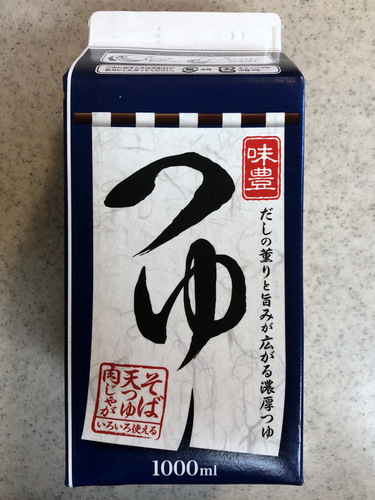 味豊
つゆ
だしの薫りと旨みが広がる濃厚つゆ
そば
天つゆ
肉じゃが
いろいろ使える
1000ml